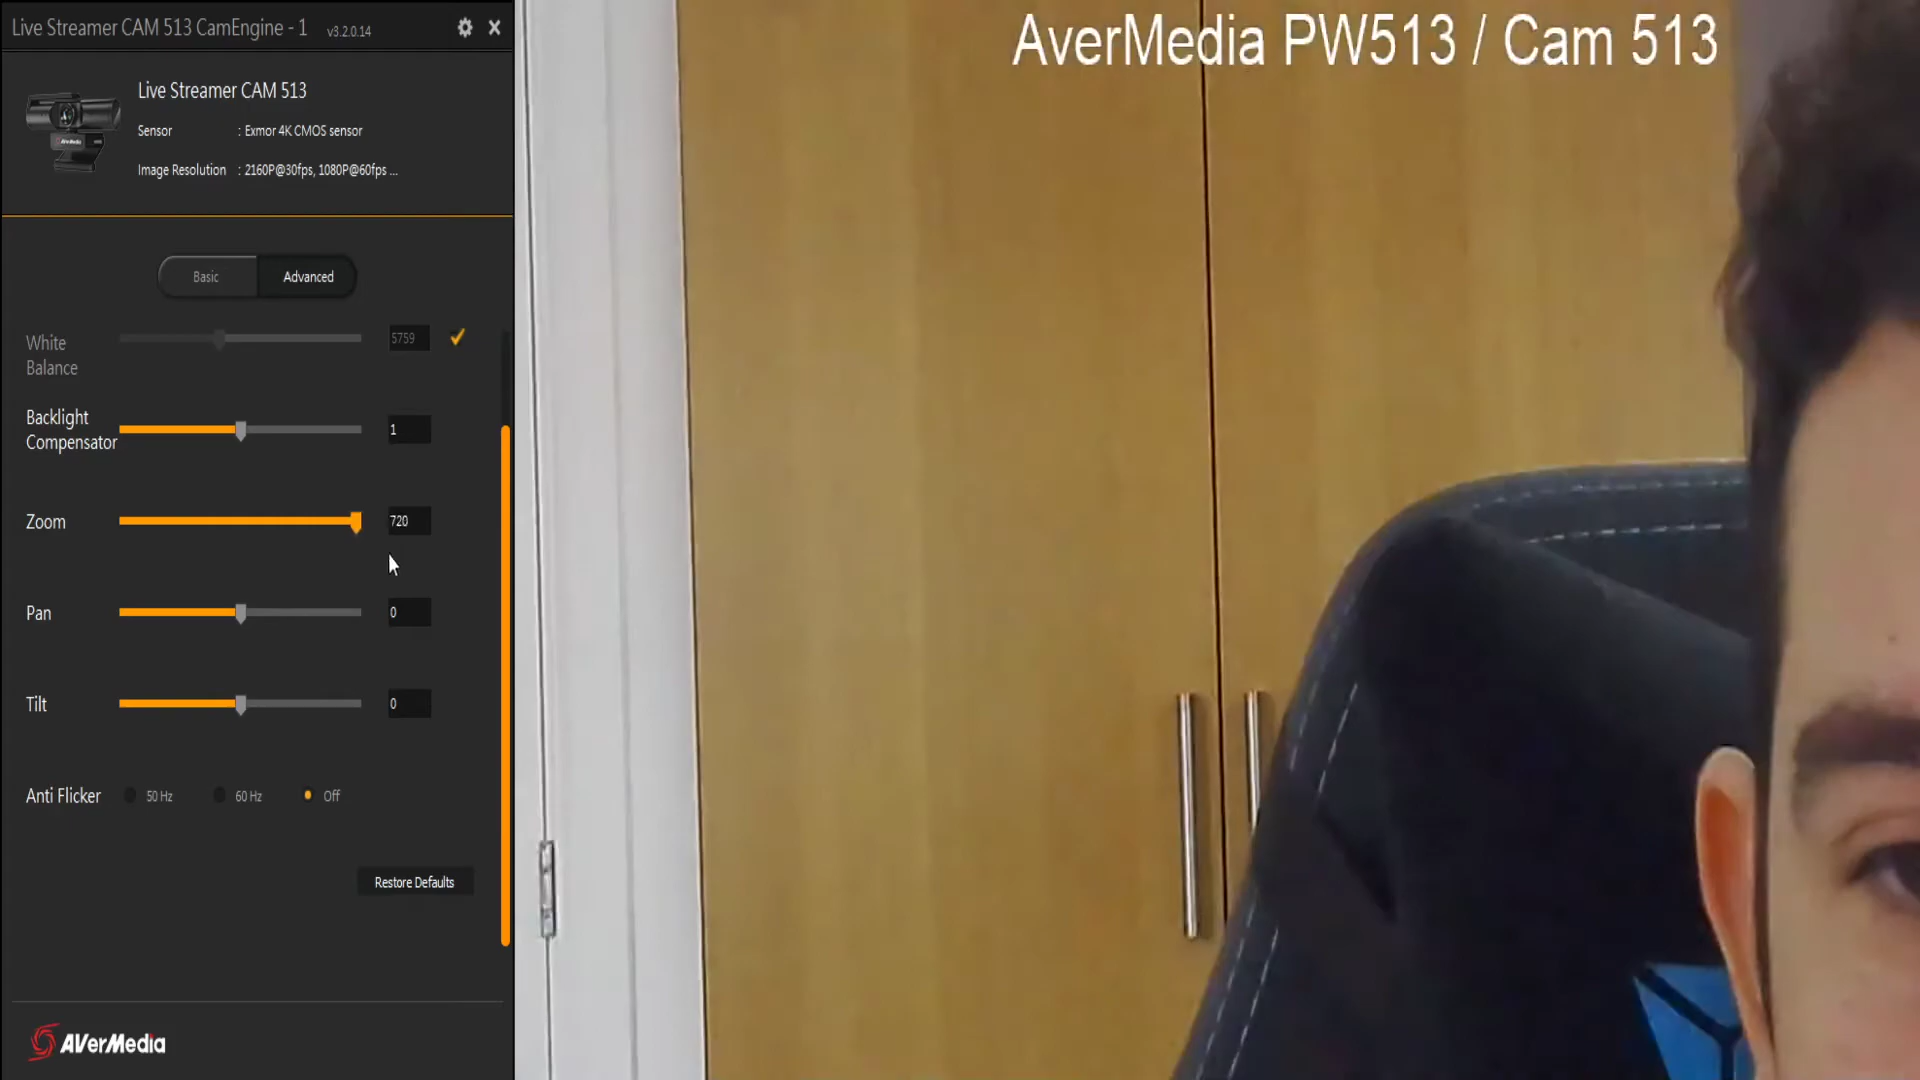 Live Streamer CAM 513 CamEngine - 1 v3.2.0.14
AverMedia PW513 / Cam 513
Live Streamer CAM 513
Sensor : Exmor 4K CMOS sensor
Image Resolution : 2160P@30fps, 1080P@60fps ...
Basic Advanced
White
Balance
5759
Backlight
Compensator
1
Zoom 720
Pan 0
Tilt 0
Anti Flicker 50 Hz 60 Hz Off
Restore Defaults
AVerMedia